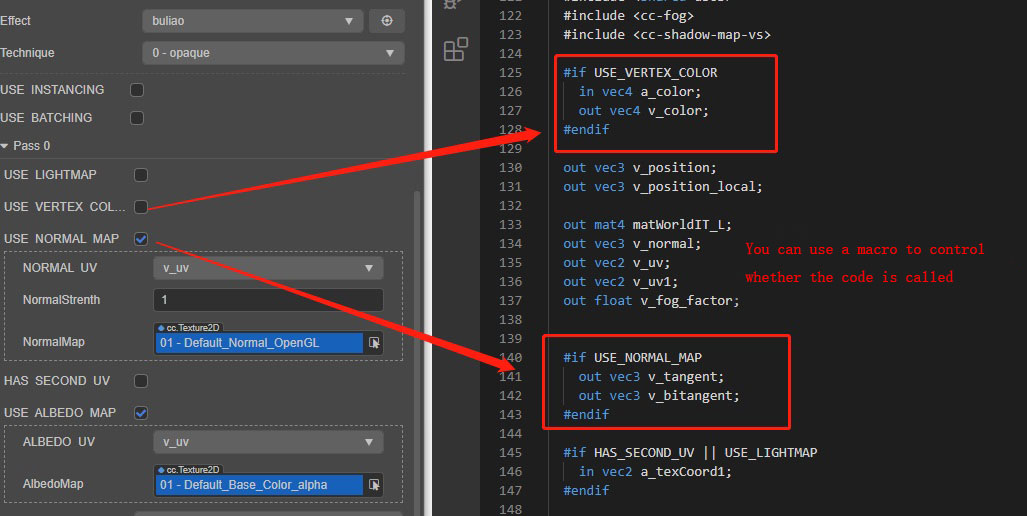 Effect
buliao
Technique
0 - opaque
USE INSTANCING
USE BATCHING
Pass 0
USE LIGHTMAP
USE VERTEX COL...
USE NORMAL MAP
NORMAL UV
v_uv
NormalStrenth
1
cc.Texture2D
NormalMap
01 - Default_Normal_OpenGL
HAS SECOND UV
USE ALBEDO MAP
ALBEDO UV
v_uv
cc.Texture2D
AlbedoMap
01 - Default_Base_Color_alpha
122 #include <cc-fog>
123 #include <cc-shadow-map-vs>
124
125 #if USE_VERTEX_COLOR
126 in vec4 a_color;
127 out vec4 v_color;
128 #endif
129
130 out vec3 v_position;
131 out vec3 v_position_local;
132
133 out mat4 matWorldIT_L;
134 out vec3 v_normal;
135 out vec2 v_uv;
136 out vec2 v_uv1;
137 out float v_fog_factor;
138
139
140 #if USE_NORMAL_MAP
141 out vec3 v_tangent;
142 out vec3 v_bitangent;
143 #endif
144
145 #if HAS_SECOND_UV || USE_LIGHTMAP
146 in vec2 a_texCoord1;
147 #endif
148
You can use a macro to control
whether the code is called